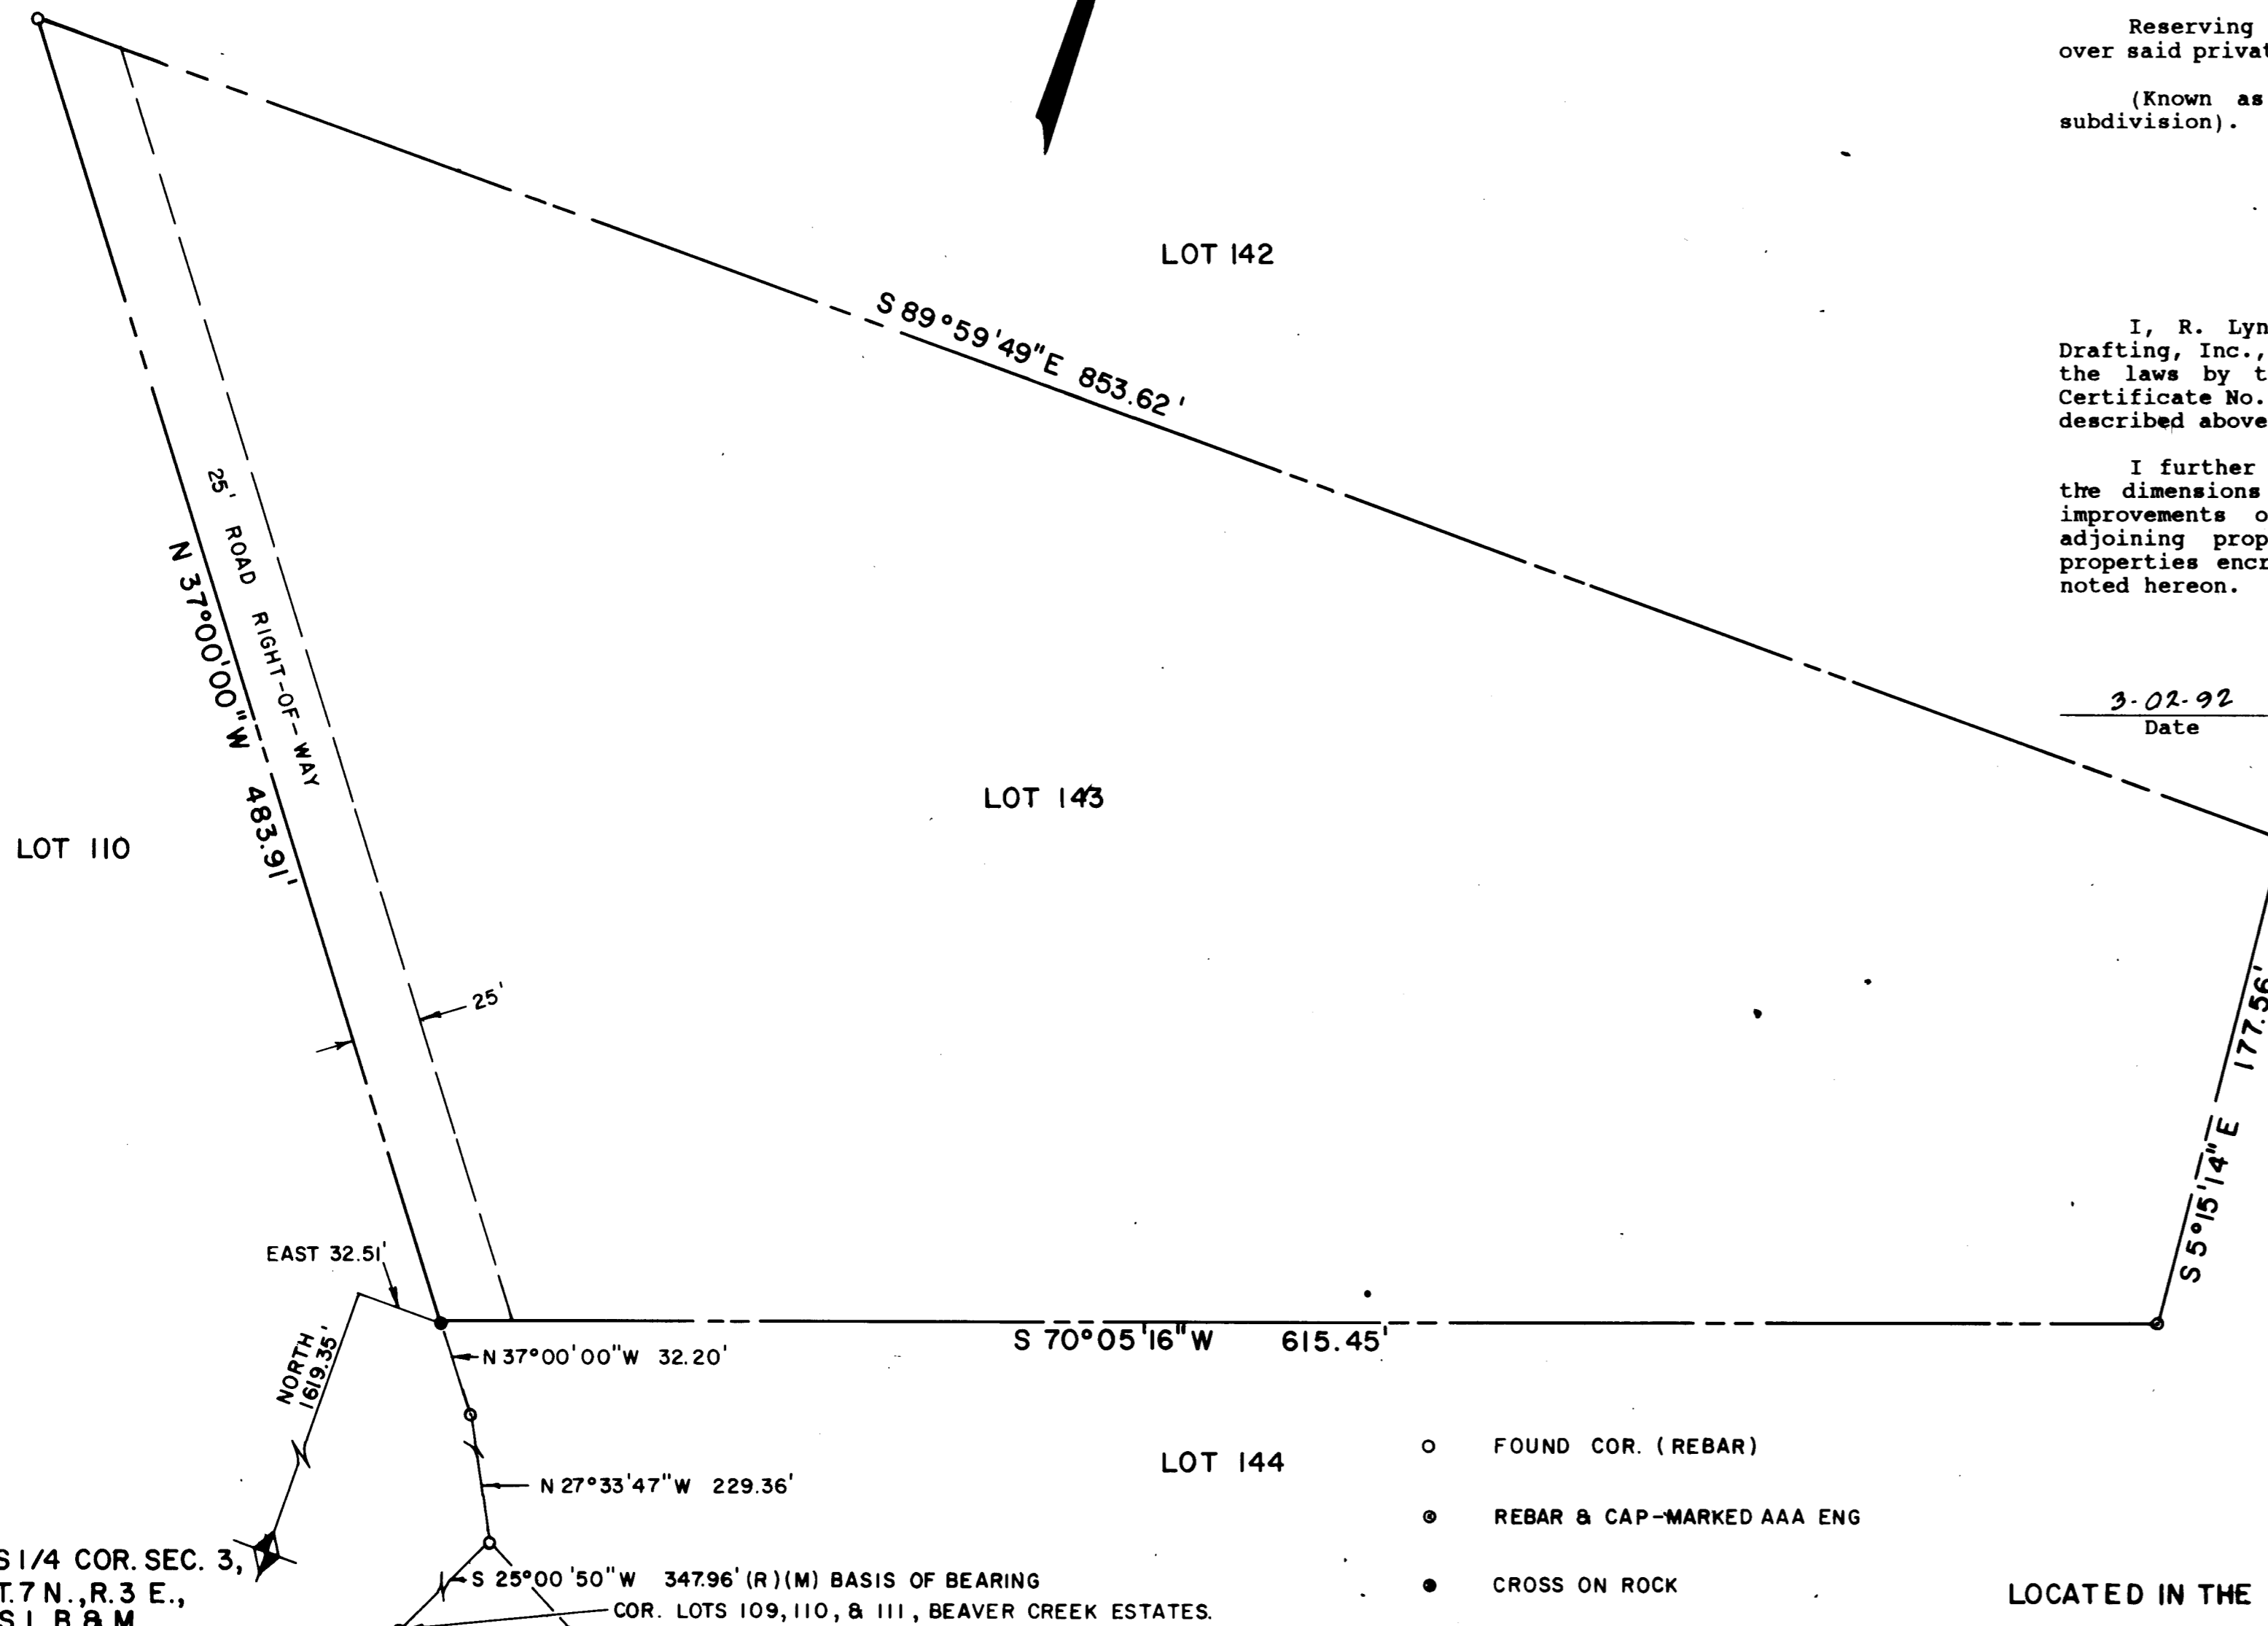 Reserving
over said privat
(Known as
subdivision).
LOT 142
S 89°59'49"E 853.62'
I, R. Lyn
Drafting, Inc.,
the laws by t
Certificate No.
described above
I further
the dimensions
improvements o
adjoining prop
properties encr
noted hereon.
3-02-92
Date
25' ROAD RIGHT-OF-WAY
N 37°00'00"W 483.91'
LOT 143
LOT 110
25'
S 5°15'14"E 177.56'
EAST 32.51'
NORTH
1619.35'
S 70°05'16"W 615.45'
N 37°00'00"W 32.20'
LOT 144
N 27°33'47"W 229.36'
FOUND COR. (REBAR)
REBAR & CAP-MARKED AAA ENG
CROSS ON ROCK
S 1/4 COR. SEC. 3,
T.7 N., R.3 E.,
S L B & M
S 25°00'50"W 347.96' (R)(M) BASIS OF BEARING
COR. LOTS 109, 110, & 111, BEAVER CREEK ESTATES.
LOCATED IN THE